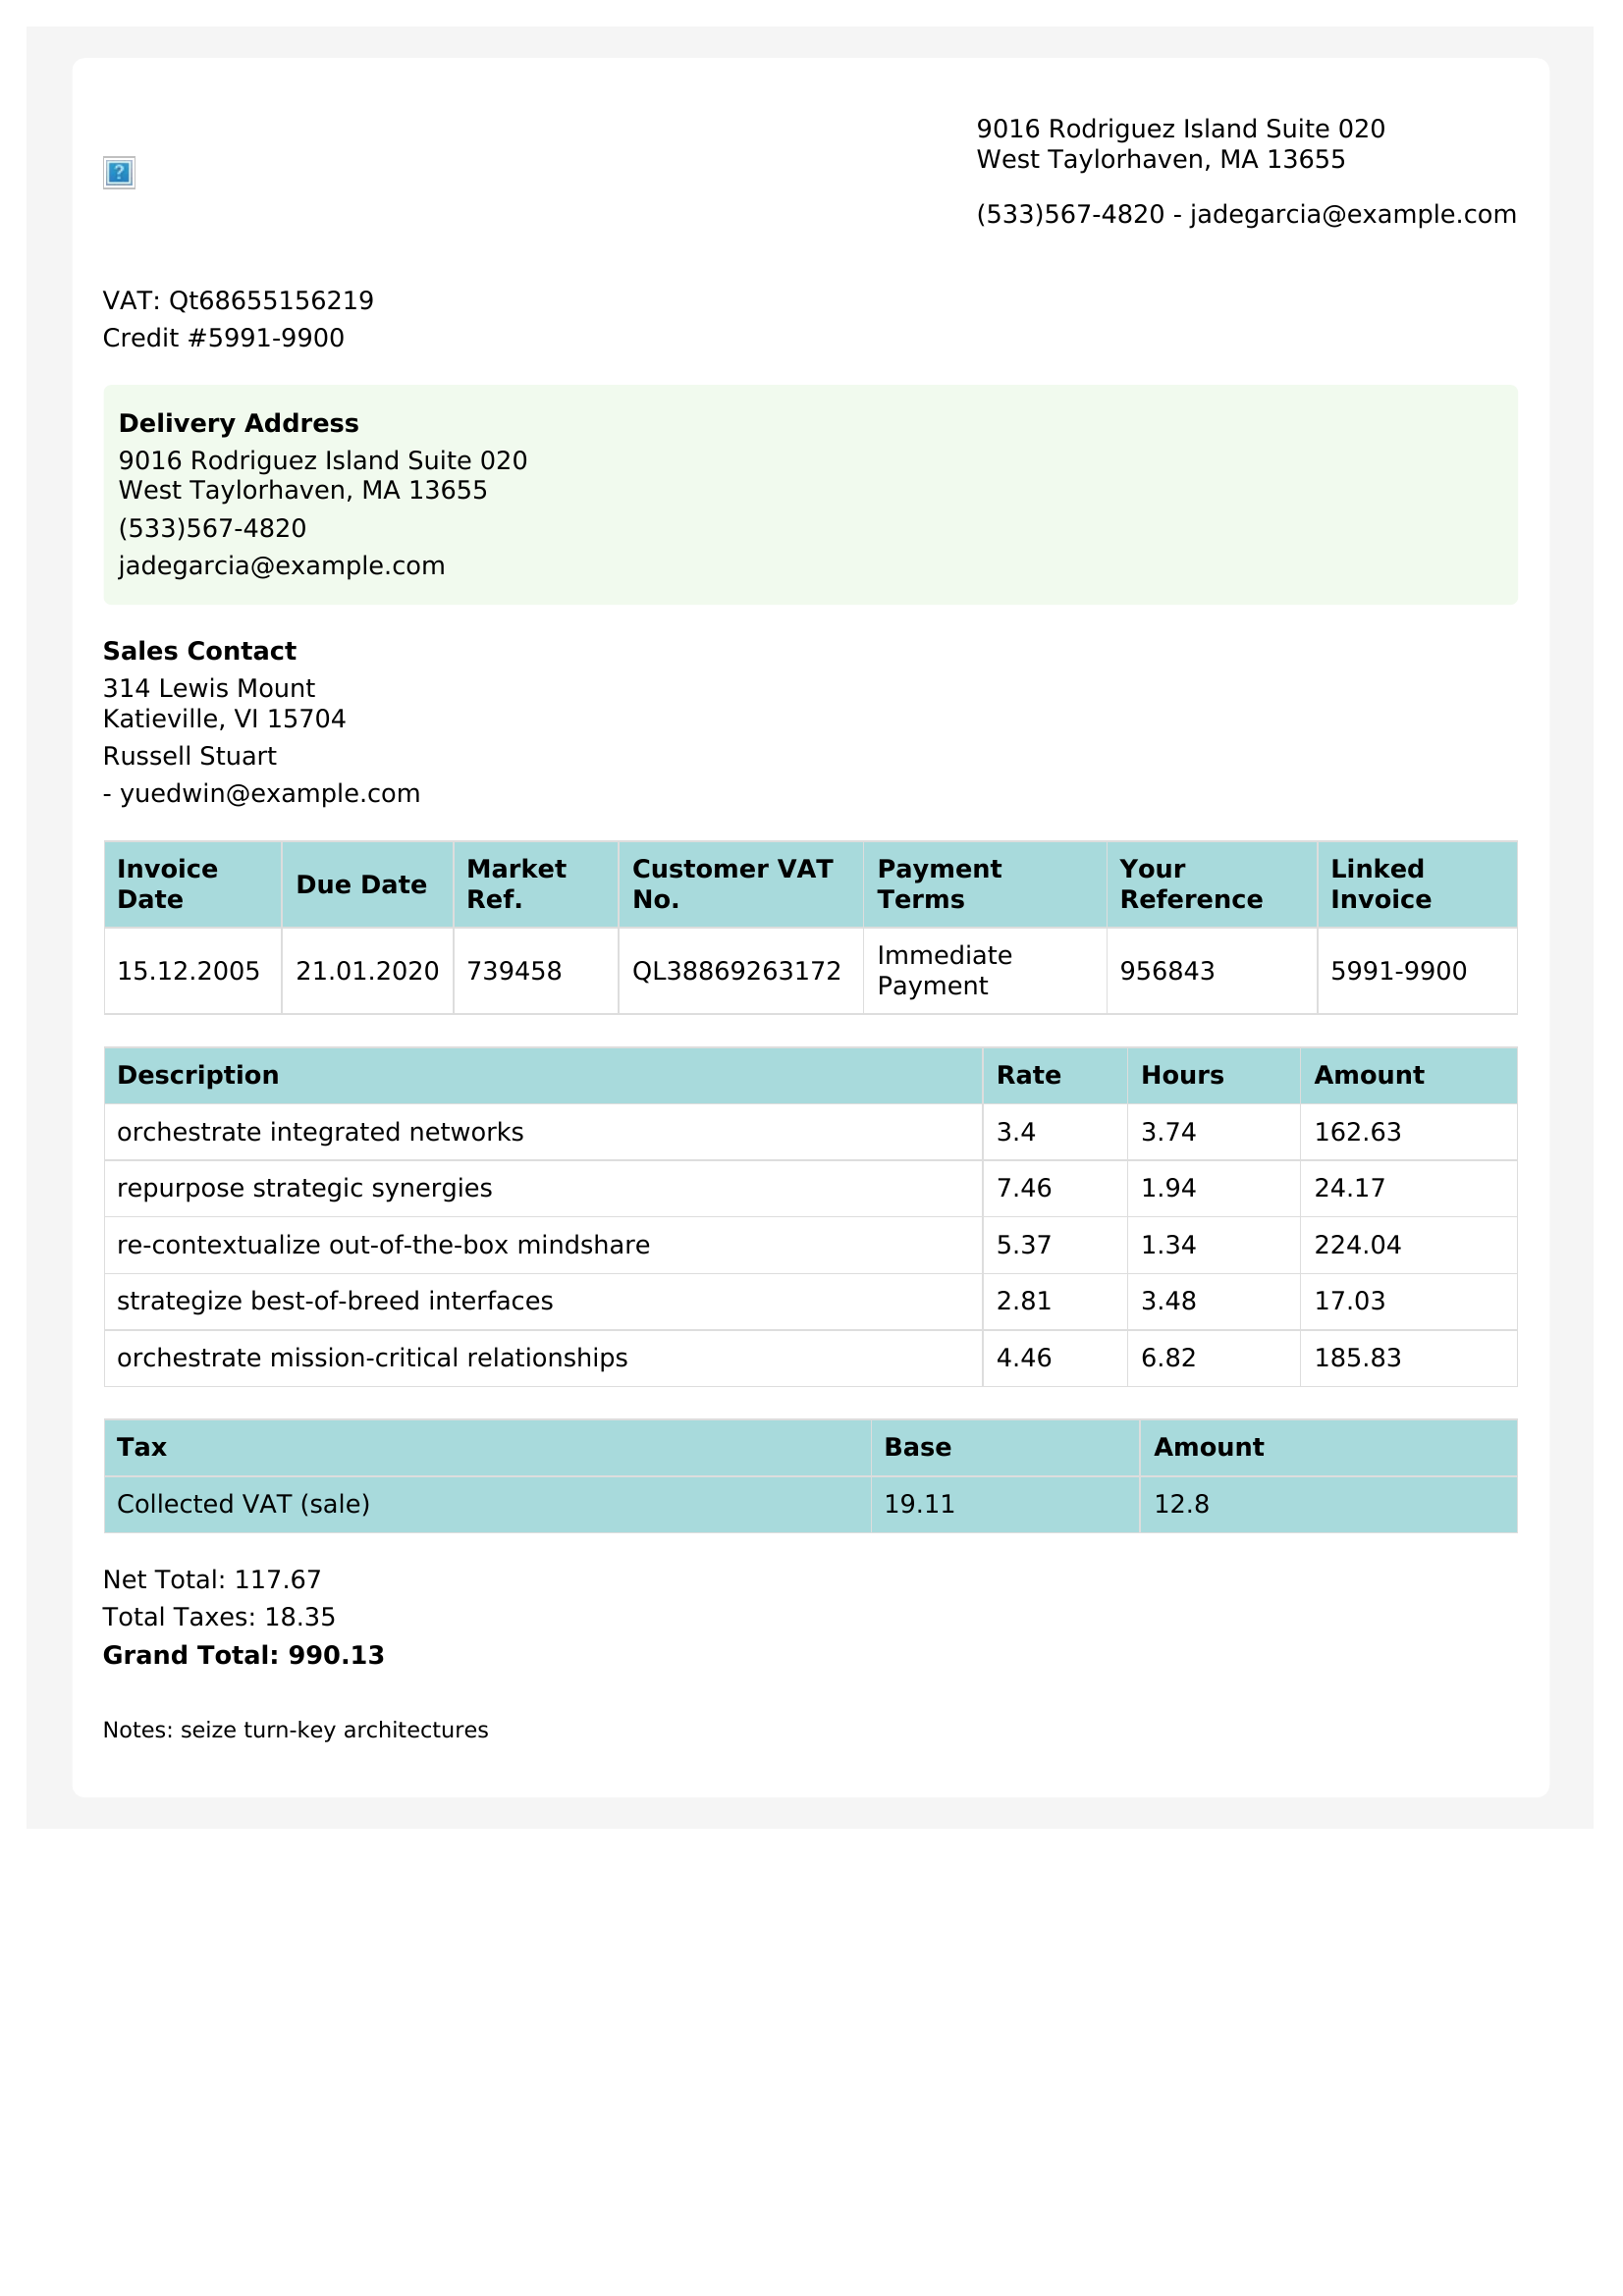 9016 Rodriguez Island Suite 020
West Taylorhaven, MA 13655
(533)567-4820 - jadegarcia@example.com
VAT: Qt68655156219
Credit #5991-9900
Delivery Address
9016 Rodriguez Island Suite 020
West Taylorhaven, MA 13655
(533)567-4820
jadegarcia@example.com
Sales Contact
314 Lewis Mount
Katieville, VI 15704
Russell Stuart
- yuedwin@example.com
Invoice Date Due Date Market Ref. Customer VAT No. Payment Terms Your Reference Linked Invoice
15.12.2005 21.01.2020 739458 QL38869263172 Immediate Payment 956843 5991-9900
Description Rate Hours Amount
orchestrate integrated networks 3.4 3.74 162.63
repurpose strategic synergies 7.46 1.94 24.17
re-contextualize out-of-the-box mindshare 5.37 1.34 224.04
strategize best-of-breed interfaces 2.81 3.48 17.03
orchestrate mission-critical relationships 4.46 6.82 185.83
Tax Base Amount
Collected VAT (sale) 19.11 12.8
Net Total: 117.67
Total Taxes: 18.35
Grand Total: 990.13
Notes: seize turn-key architectures